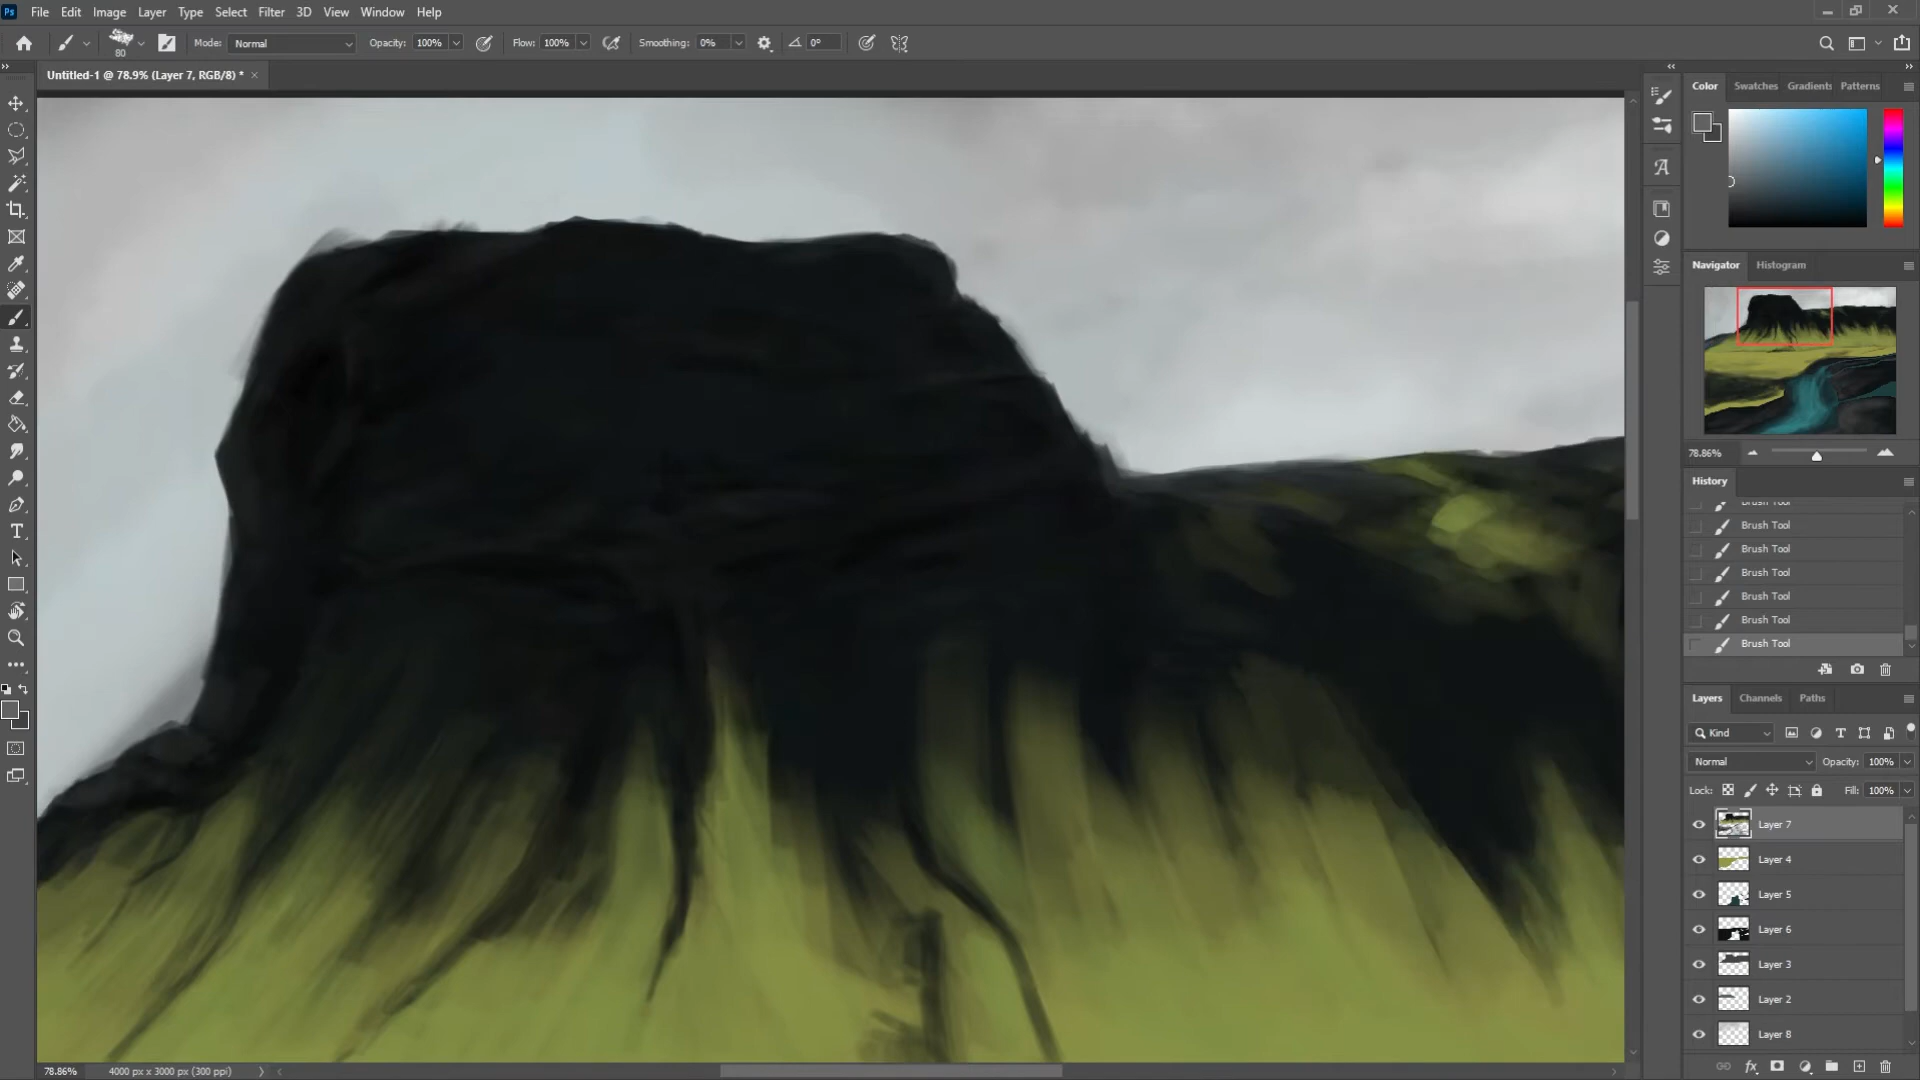 Ps File Edit Image Layer Type Select Filter 3D View Window Help
80 Mode: Normal Opacity: 100% Flow: 100% Smoothing: 0% 0°
Untitled-1 @ 78.9% (Layer 7, RGB/8) *
Color Swatches Gradients Patterns
Navigator Histogram
78.86%
History
Brush Tool
Brush Tool
Brush Tool
Brush Tool
Brush Tool
Brush Tool
Brush Tool
Layers Channels Paths
Kind
Normal Opacity: 100%
Lock: Fill: 100%
Layer 7
Layer 4
Layer 5
Layer 6
Layer 3
Layer 2
Layer 8
78.86% 4000 px x 3000 px (300 ppi)